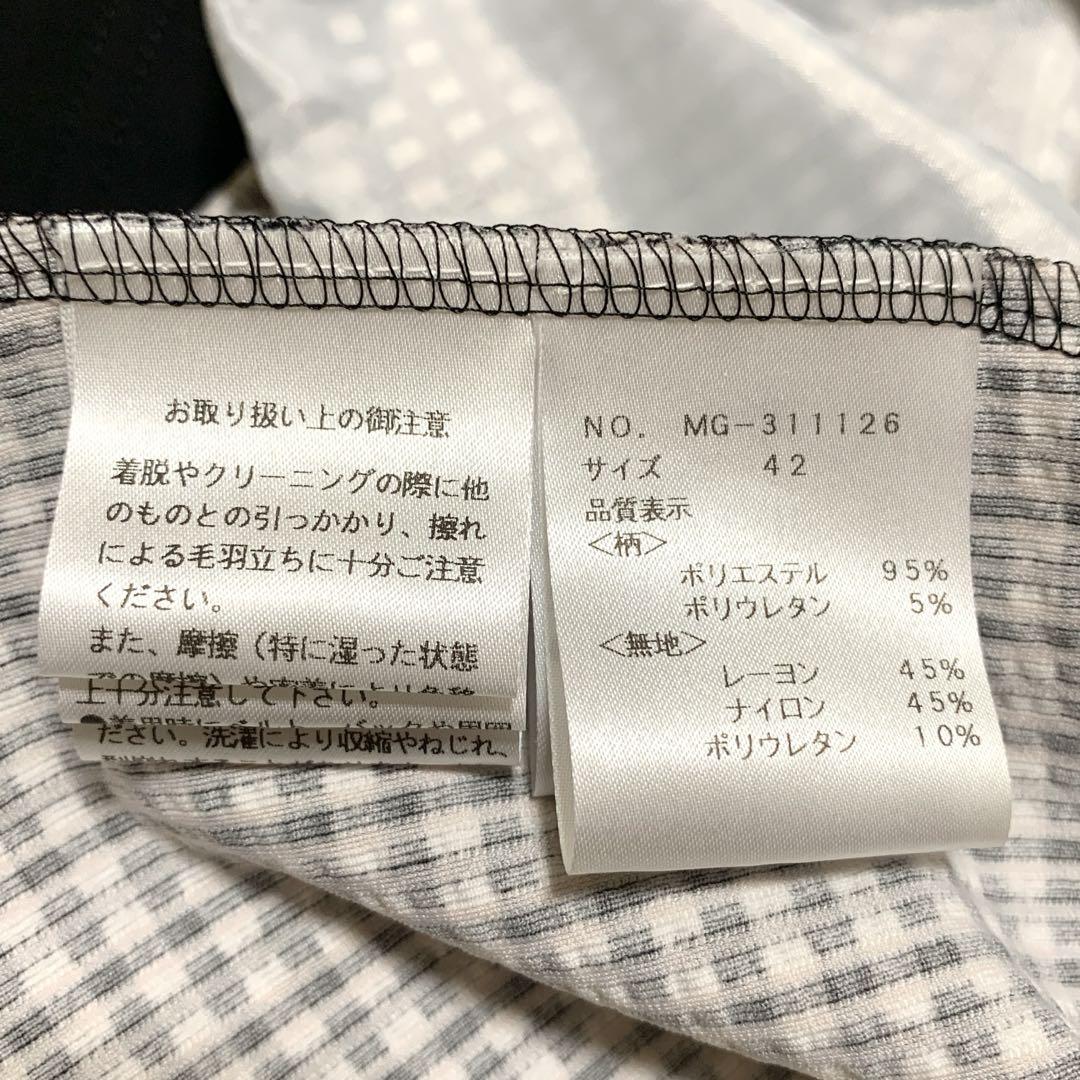 お取り扱い上の御注意
着脱やクリーニングの際に他
のものとの引っかかり、擦れ
による毛羽立ちに十分ご注意
ください。
また、摩擦（特に湿った状態
での摩擦）や
上十分注意して下さい。
ださい。洗濯により収縮やねじれ、
NO. MG-311126
サイズ 42
品質表示
＜柄＞
ポリエステル 95%
ポリウレタン 5%
＜無地＞
レーヨン 45%
ナイロン 45%
ポリウレタン 10%